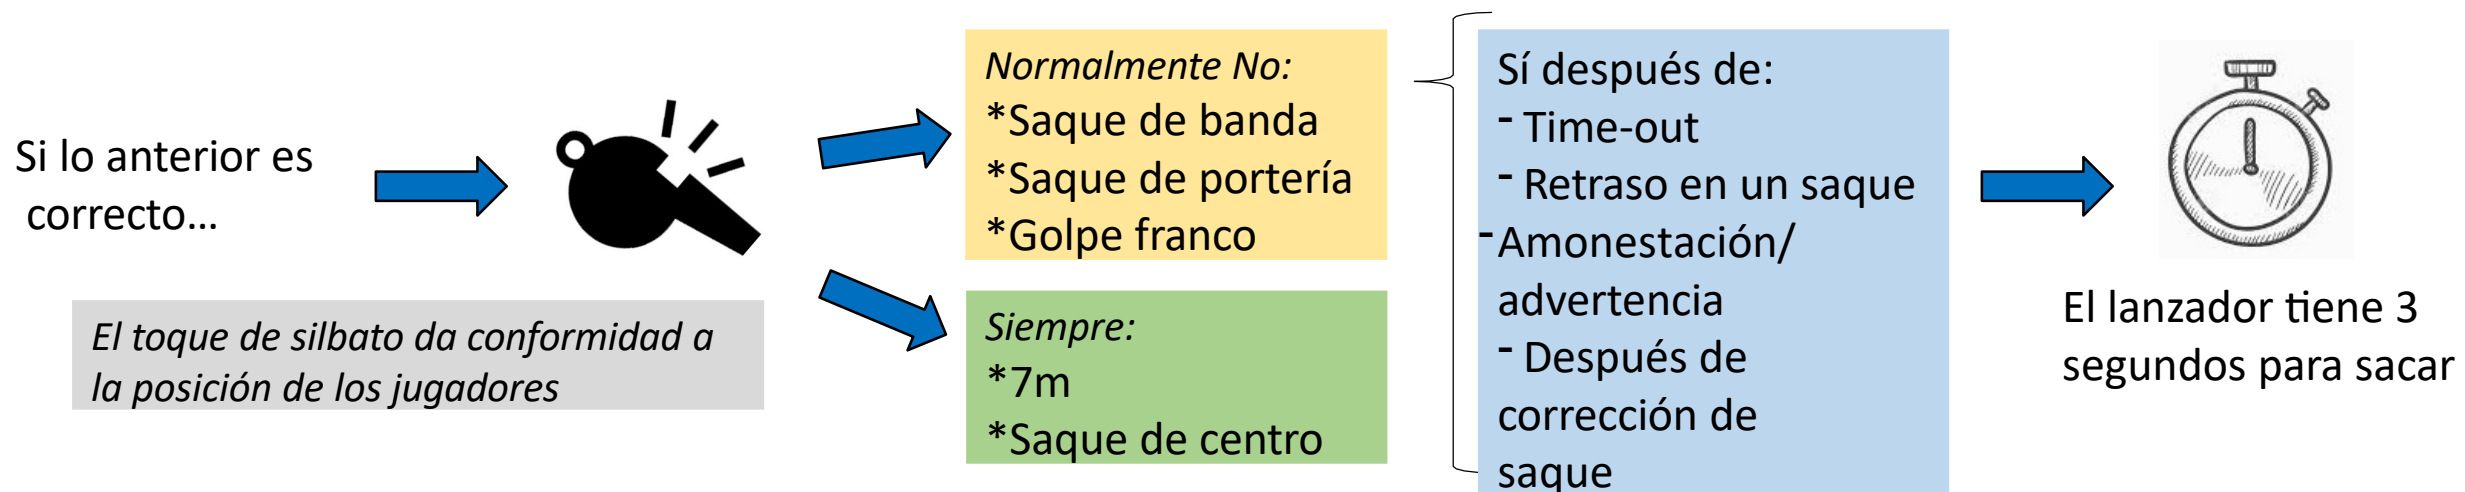 Si lo anterior es
correcto...
El toque de silbato da conformidad a
la posición de los jugadores
Normalmente No:
*Saque de banda
*Saque de portería
*Golpe franco
Siempre:
*7m
*Saque de centro
Sí después de:
- Time-out
- Retraso en un saque
-Amonestación/
advertencia
- Después de
corrección de
saque
El lanzador tiene 3
segundos para sacar